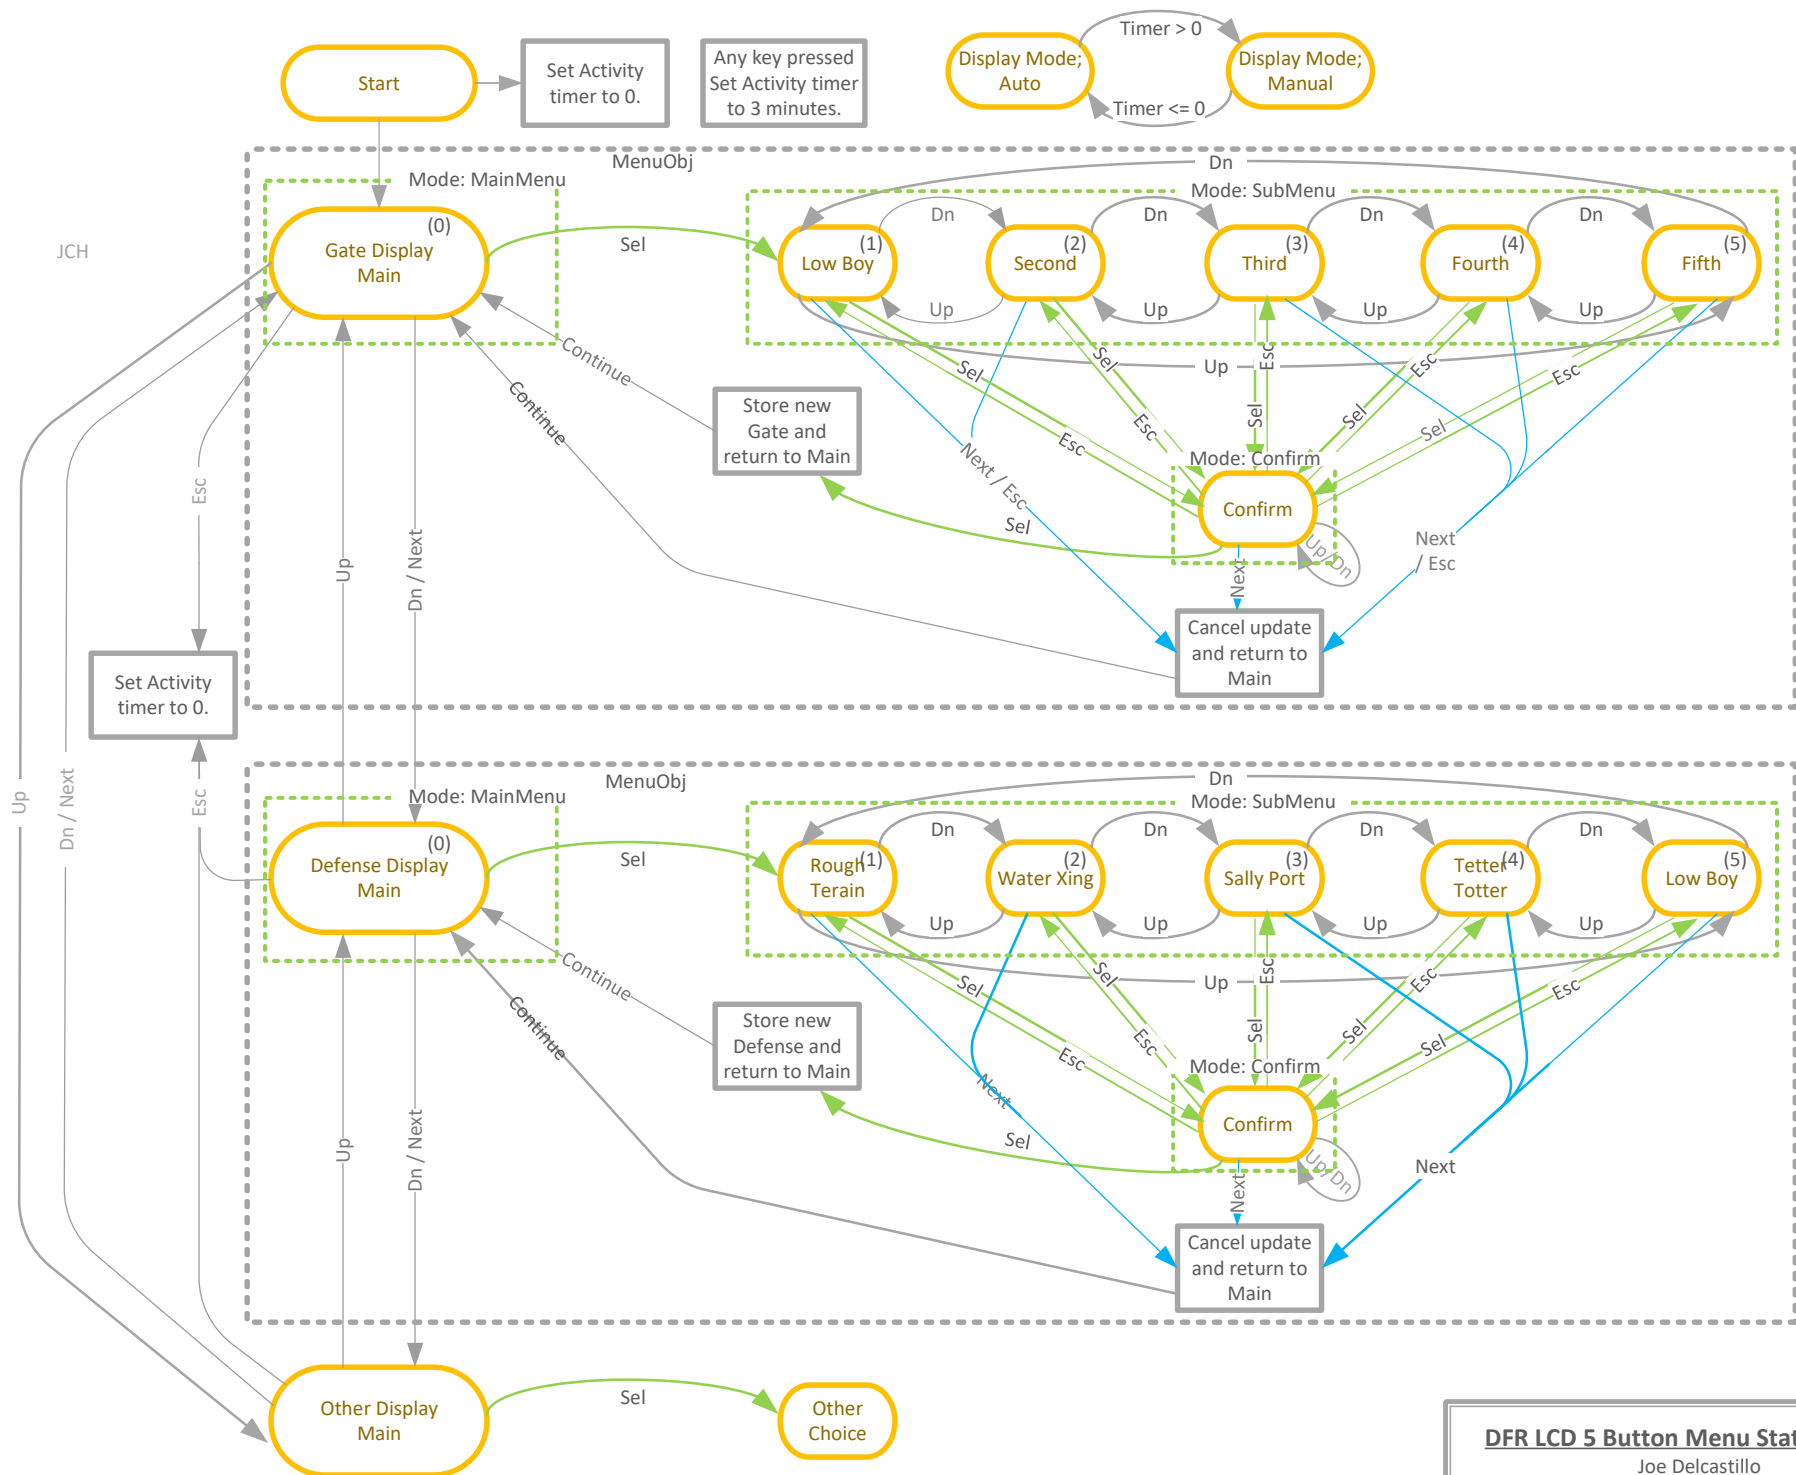 Start
Set Activity
timer to 0.
Any key pressed
Set Activity timer
to 3 minutes.
Display Mode;
Auto
Timer > 0
Timer <= 0
Display Mode;
Manual
JCH
MenuObj
Mode: MainMenu
(0)
Gate Display
Main
Sel
Mode: SubMenu
Dn
(1)
Low Boy
Dn
Up
(2)
Second
Dn
Up
(3)
Third
Dn
Up
(4)
Fourth
Dn
Up
(5)
Fifth
Up
Continue
Continue
Store new
Gate and
return to Main
Sel
Esc
Sel
Esc
Sel
Esc
Sel
Esc
Sel
Esc
Next / Esc
Mode: Confirm
Confirm
Sel
Up/Dn
Next
Next
/ Esc
Cancel update
and return to
Main
Esc
Up
Dn / Next
Set Activity
timer to 0.
Up
Dn / Next
Esc
MenuObj
Mode: MainMenu
(0)
Defense Display
Main
Sel
Mode: SubMenu
Dn
(1)
Rough
Terain
Dn
Up
(2)
Water Xing
Dn
Up
(3)
Sally Port
Dn
Up
(4)
Tetter
Totter
Dn
Up
(5)
Low Boy
Up
Continue
Continue
Store new
Defense and
return to Main
Sel
Esc
Sel
Esc
Sel
Esc
Sel
Esc
Sel
Esc
Next
Mode: Confirm
Confirm
Sel
Up/Dn
Next
Next
Cancel update
and return to
Main
Up
Dn / Next
Other Display
Main
Sel
Other
Choice
DFR LCD 5 Button Menu Stat
Joe Delcastillo